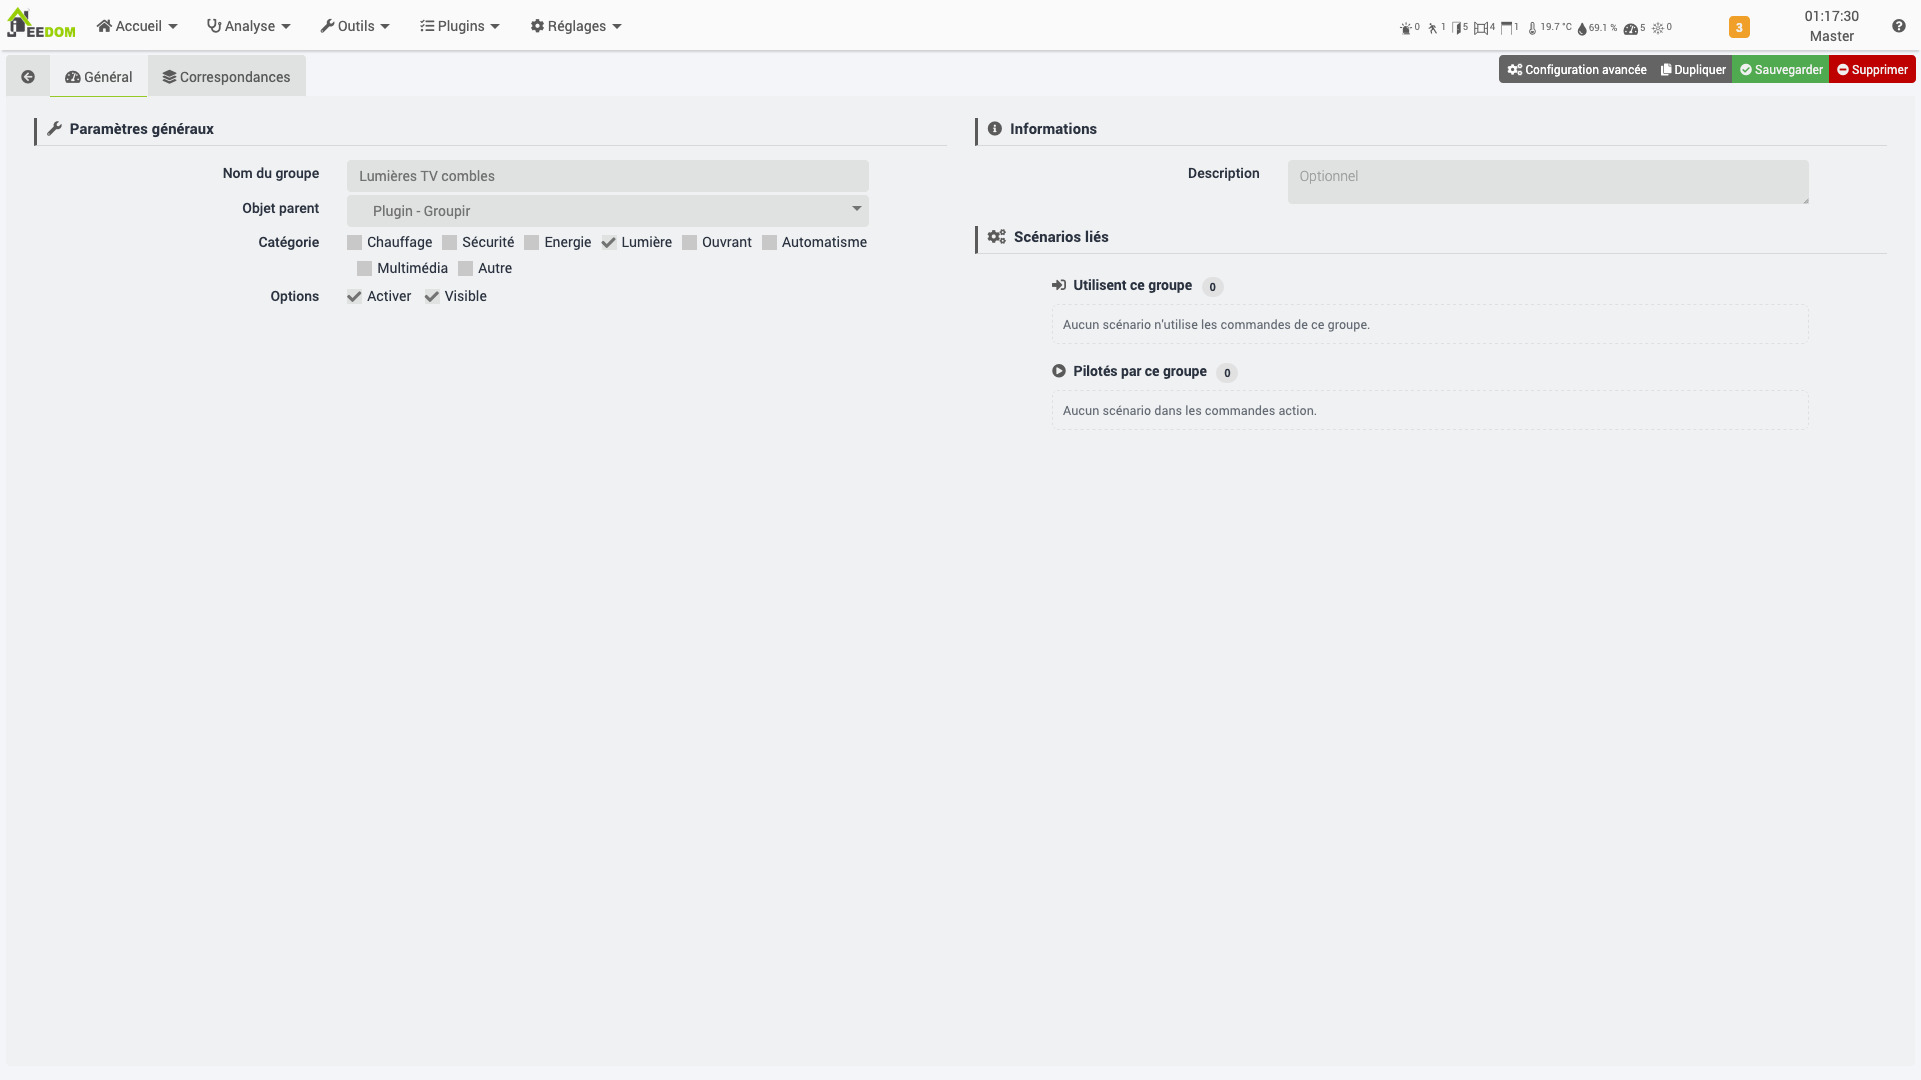 EEDOM
Accueil
Analyse
Outils
Plugins
Réglages
0 1 5 4 1 19.7 °C 69.1 % 5 0
3
01:17:30
Master
Général
Correspondances
Configuration avancée
Dupliquer
Sauvegarder
Supprimer
Paramètres généraux
Nom du groupe
Lumières TV combles
Objet parent
Plugin - Groupir
Catégorie
Chauffage Sécurité Energie Lumière Ouvrant Automatisme
Multimédia Autre
Options
Activer Visible
Informations
Description
Optionnel
Scénarios liés
Utilisent ce groupe 0
Aucun scénario n'utilise les commandes de ce groupe.
Pilotés par ce groupe 0
Aucun scénario dans les commandes action.